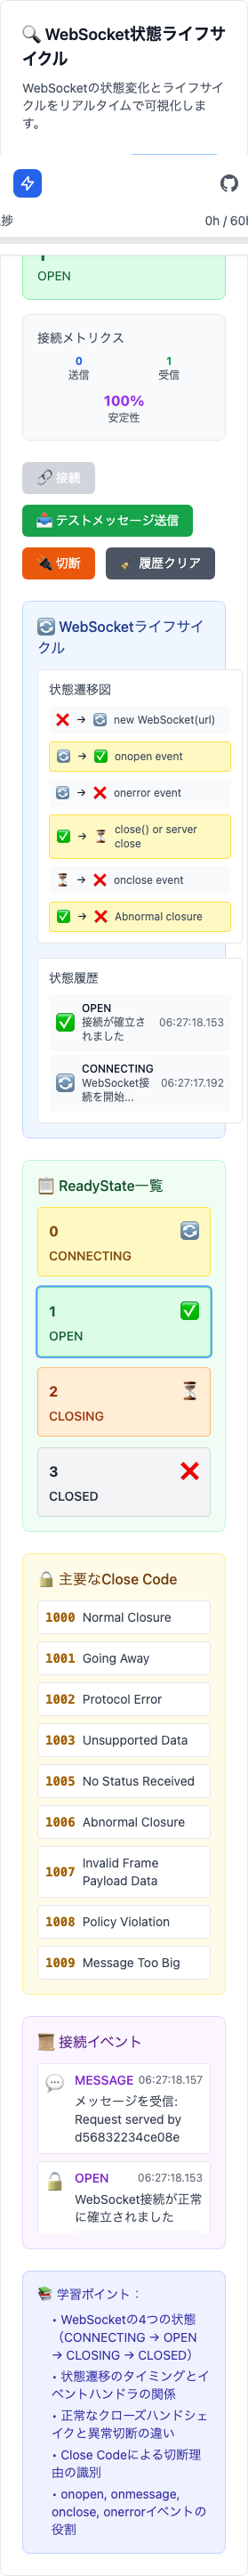 WebSocket状態ライフサ
イクル
WebSocketの状態変化とライフサイ
クルをリアルタイムで可視化しま
す。
捗
0h / 60h
OPEN
接続メトリクス
0
送信
1
受信
100%
安定性
接続
テストメッセージ送信
切断
履歴クリア
WebSocketライフサイ
クル
状態遷移図
→ new WebSocket(url)
→ onopen event
→ onerror event
→ close() or server
close
→ onclose event
→ Abnormal closure
状態履歴
OPEN
接続が確立さ
れました
06:27:18.153
CONNECTING
WebSocket接
続を開始...
06:27:17.192
ReadyState一覧
0
CONNECTING
1
OPEN
2
CLOSING
3
CLOSED
主要なClose Code
1000 Normal Closure
1001 Going Away
1002 Protocol Error
1003 Unsupported Data
1005 No Status Received
1006 Abnormal Closure
1007 Invalid Frame
Payload Data
1008 Policy Violation
1009 Message Too Big
接続イベント
MESSAGE 06:27:18.157
メッセージを受信:
Request served by
d56832234ce08e
OPEN 06:27:18.153
WebSocket接続が正常
に確立されました
学習ポイント：
• WebSocketの4つの状態
（CONNECTING → OPEN
→ CLOSING → CLOSED）
• 状態遷移のタイミングとイ
ベントハンドラの関係
• 正常なクローズハンドシェ
イクと異常切断の違い
• Close Codeによる切断理
由の識別
• onopen, onmessage,
onclose, onerrorイベントの
役割